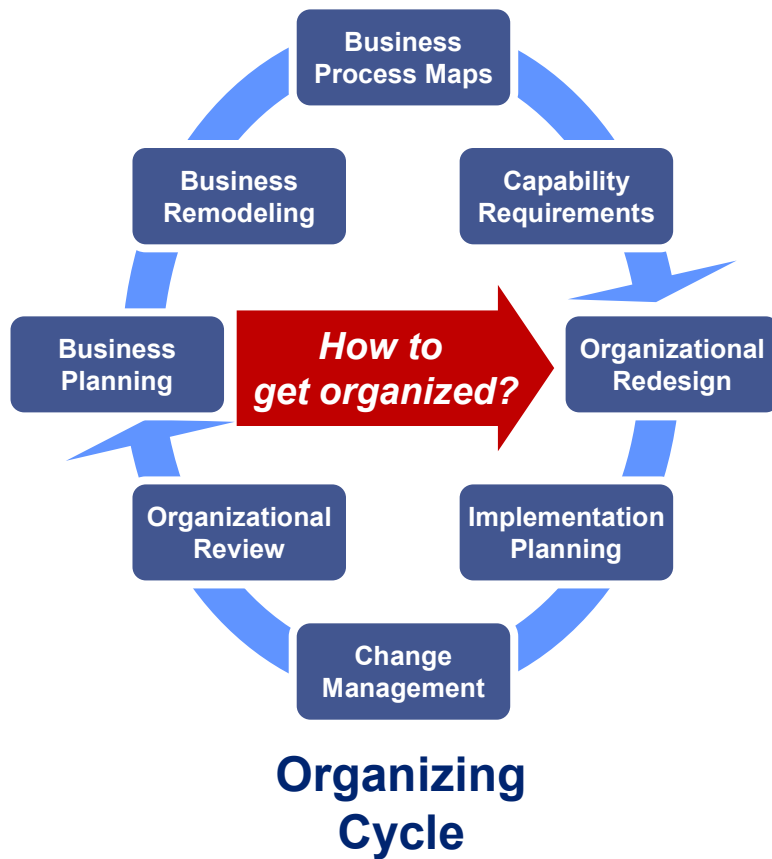 Business
Process Maps
Business
Remodeling
Capability
Requirements
Business
Planning
How to
get organized?
Organizational
Redesign
Organizational
Review
Implementation
Planning
Change
Management
Organizing
Cycle